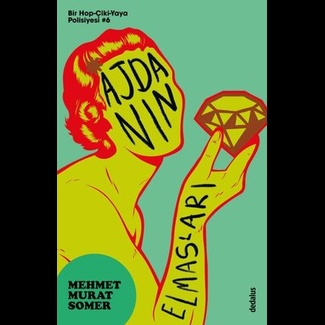 Bir Hop-Çiki-Yaya
Polisiyesi #6
AJDA
NIN
ELMASLARI
MEHMET
MURAT
SOMER
dedalus